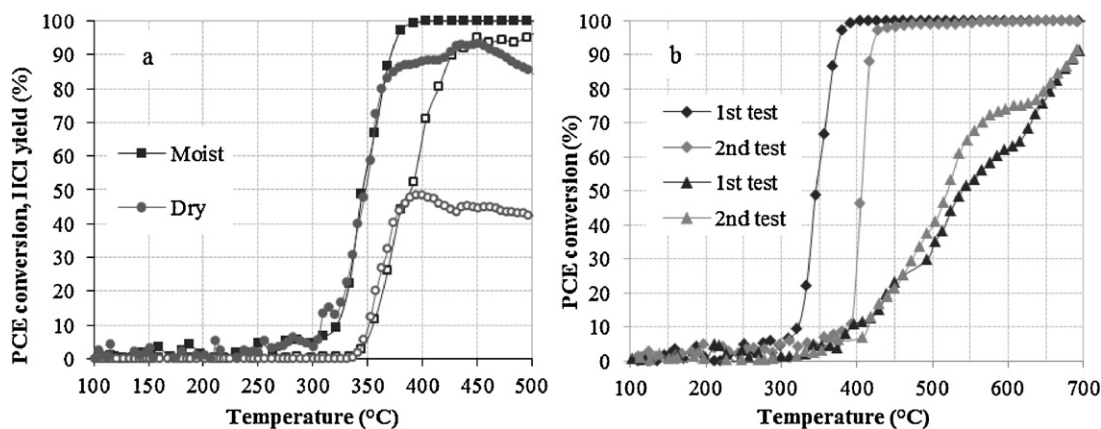 PCE conversion, HCl yield (%)
100
90
80
70
60
50
40
30
20
10
0
a
Moist
Dry
100 150 200 250 300 350 400 450 500
Temperature (°C)
PCE conversion (%)
100
90
80
70
60
50
40
30
20
10
0
b
1st test
2nd test
1st test
2nd test
100 200 300 400 500 600 700
Temperature (°C)